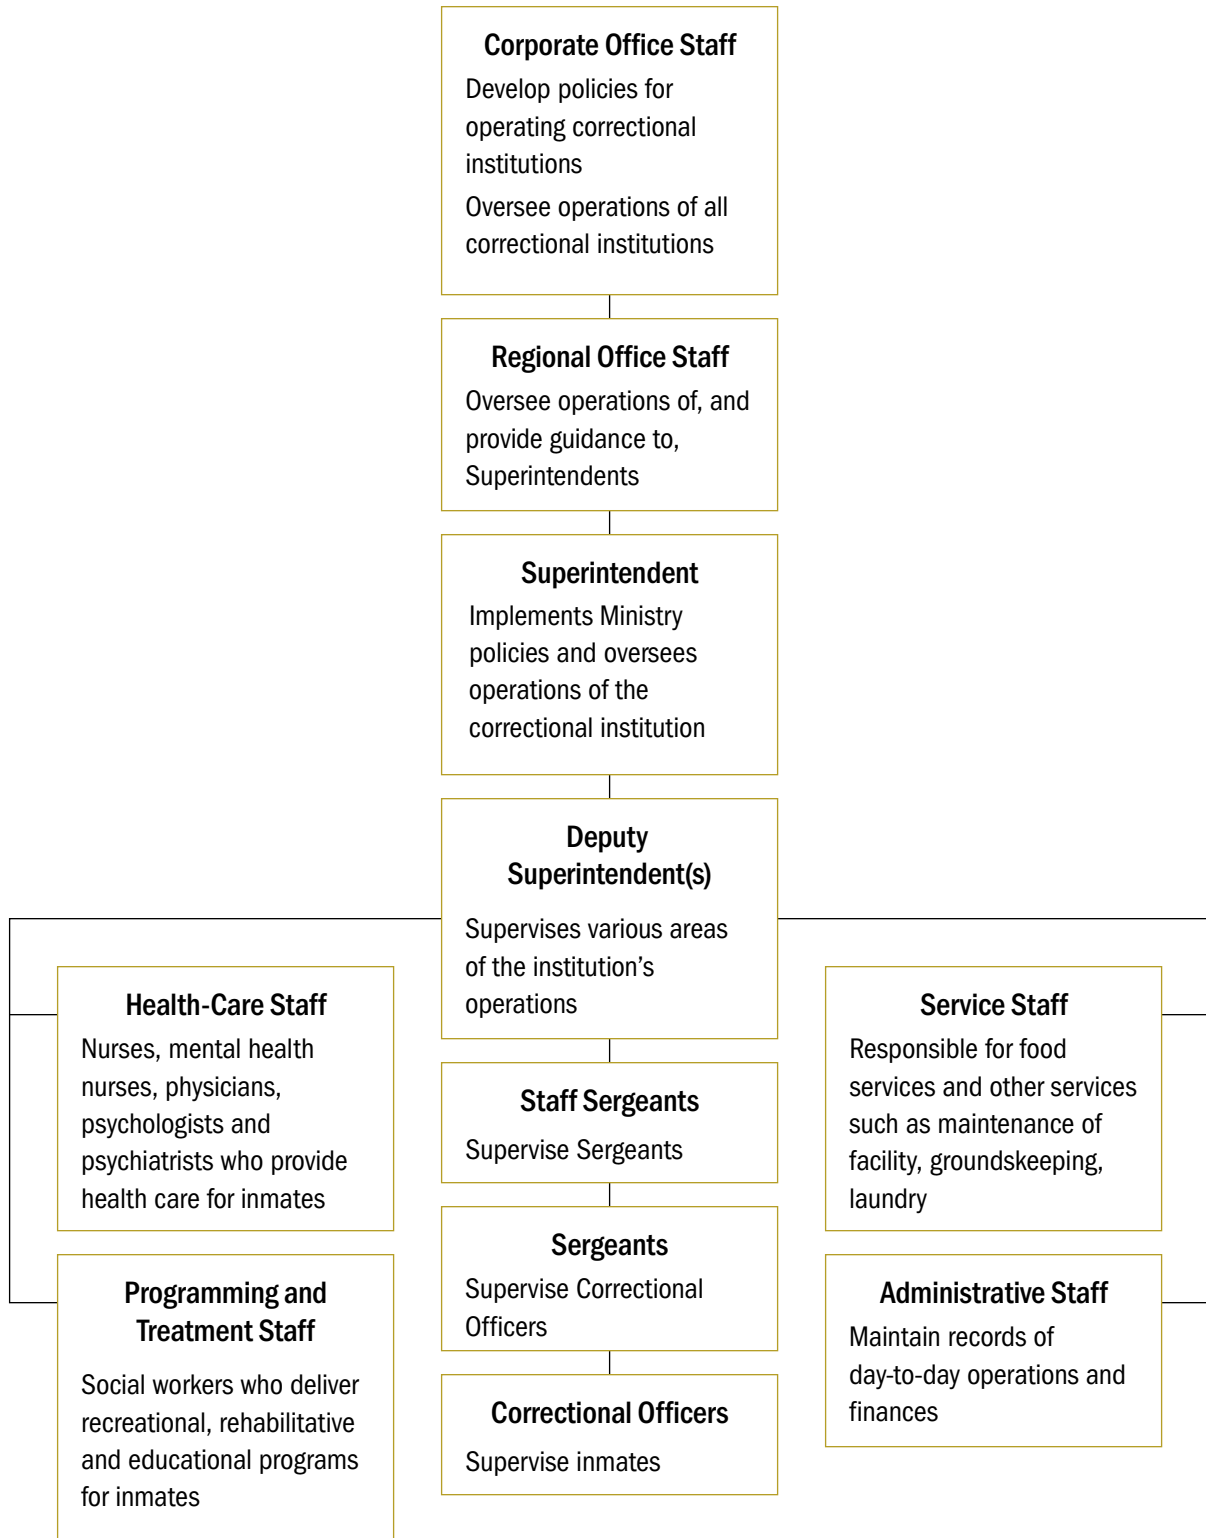 Corporate Office Staff
Develop policies for
operating correctional
institutions
Oversee operations of all
correctional institutions
Regional Office Staff
Oversee operations of, and
provide guidance to,
Superintendents
Superintendent
Implements Ministry
policies and oversees
operations of the
correctional institution
Deputy
Superintendent(s)
Supervises various areas
of the institution’s
operations
Health-Care Staff
Nurses, mental health
nurses, physicians,
psychologists and
psychiatrists who provide
health care for inmates
Programming and
Treatment Staff
Social workers who deliver
recreational, rehabilitative
and educational programs
for inmates
Staff Sergeants
Supervise Sergeants
Sergeants
Supervise Correctional
Officers
Correctional Officers
Supervise inmates
Service Staff
Responsible for food
services and other services
such as maintenance of
facility, groundskeeping,
laundry
Administrative Staff
Maintain records of
day-to-day operations and
finances